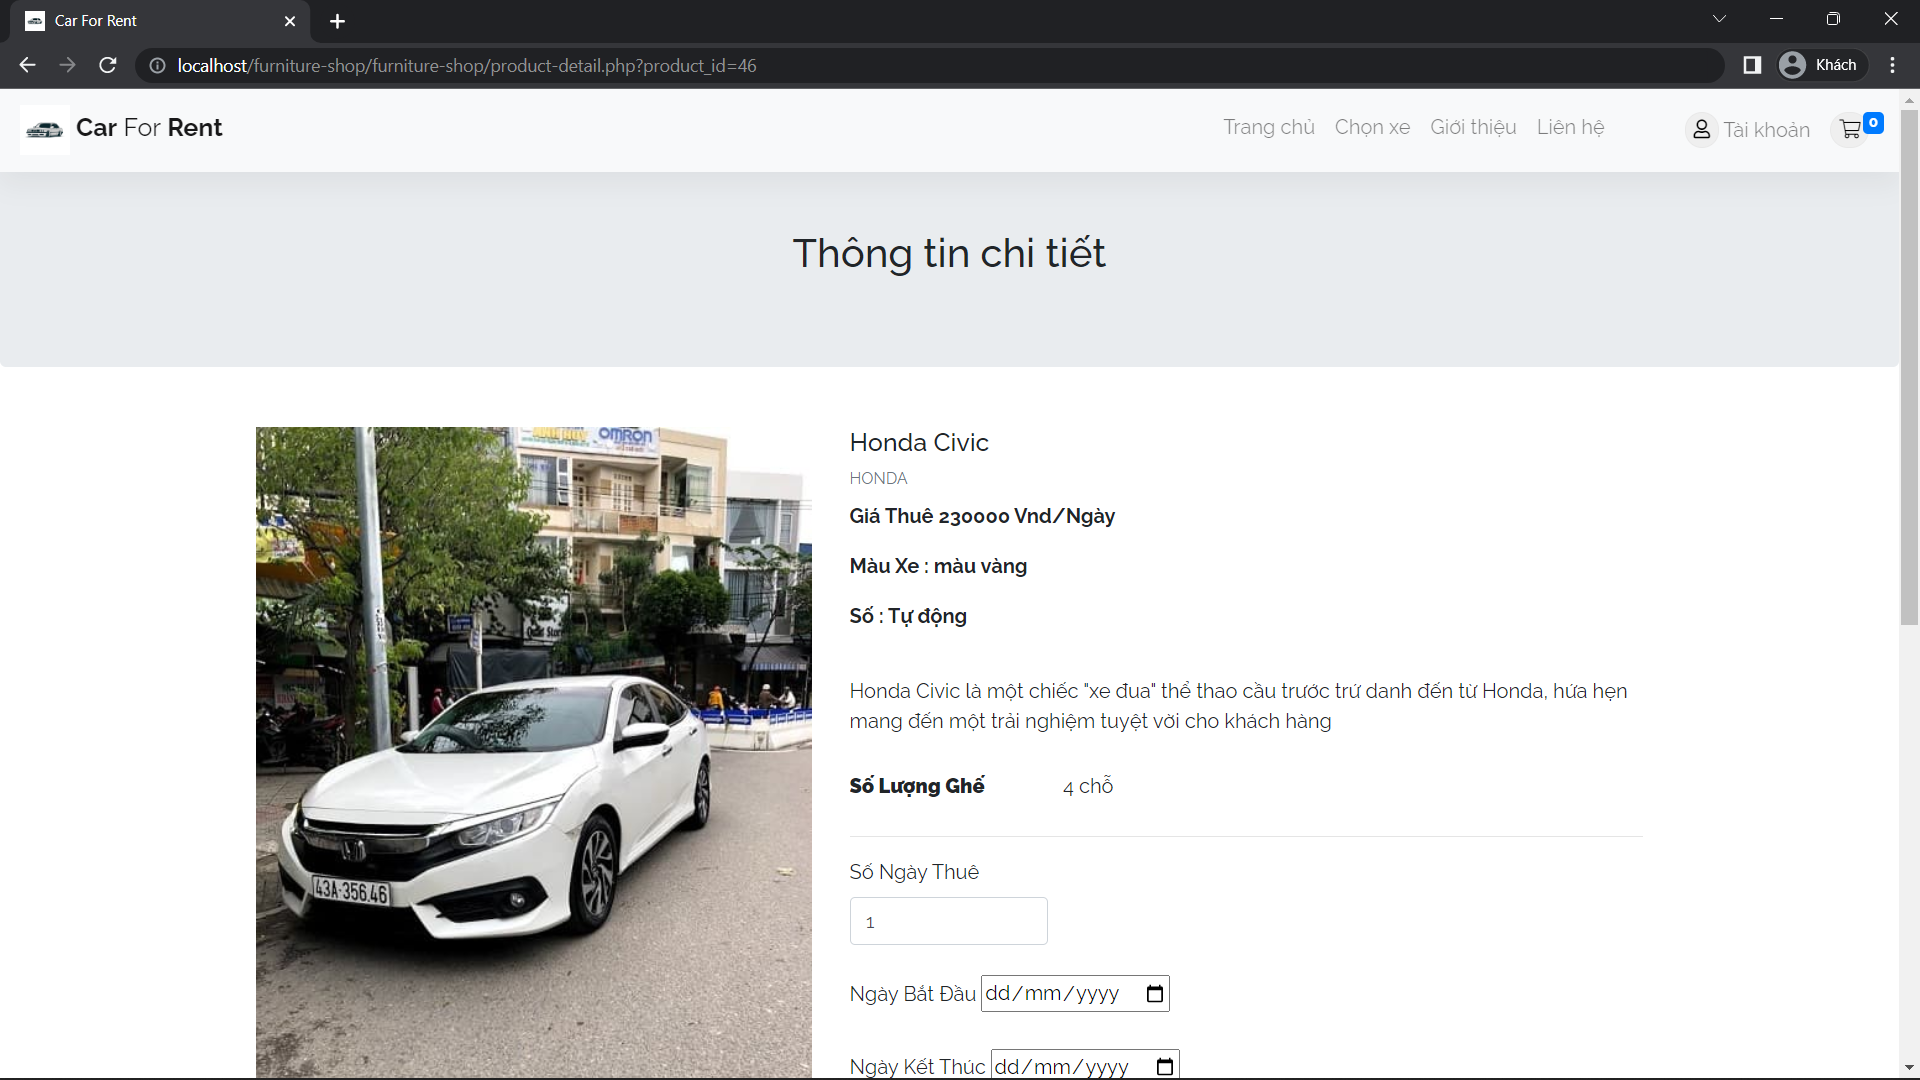 Car For Rent
localhost/furniture-shop/furniture-shop/product-detail.php?product_id=46
Khách
Car For Rent
Trang chủ
Chọn xe
Giới thiệu
Liên hệ
Tài khoản
0
Thông tin chi tiết
OMRON
43A-356.46
Honda Civic
HONDA
Giá Thuê 230000 Vnd/Ngày
Màu Xe : màu vàng
Số : Tự động
Honda Civic là một chiếc "xe đua" thể thao cầu trước trứ danh đến từ Honda, hứa hẹn
mang đến một trải nghiệm tuyệt vời cho khách hàng
Số Lượng Ghế 4 chỗ
Số Ngày Thuê
1
Ngày Bắt Đầu dd/mm/yyyy
Ngày Kết Thúc dd/mm/yyyy